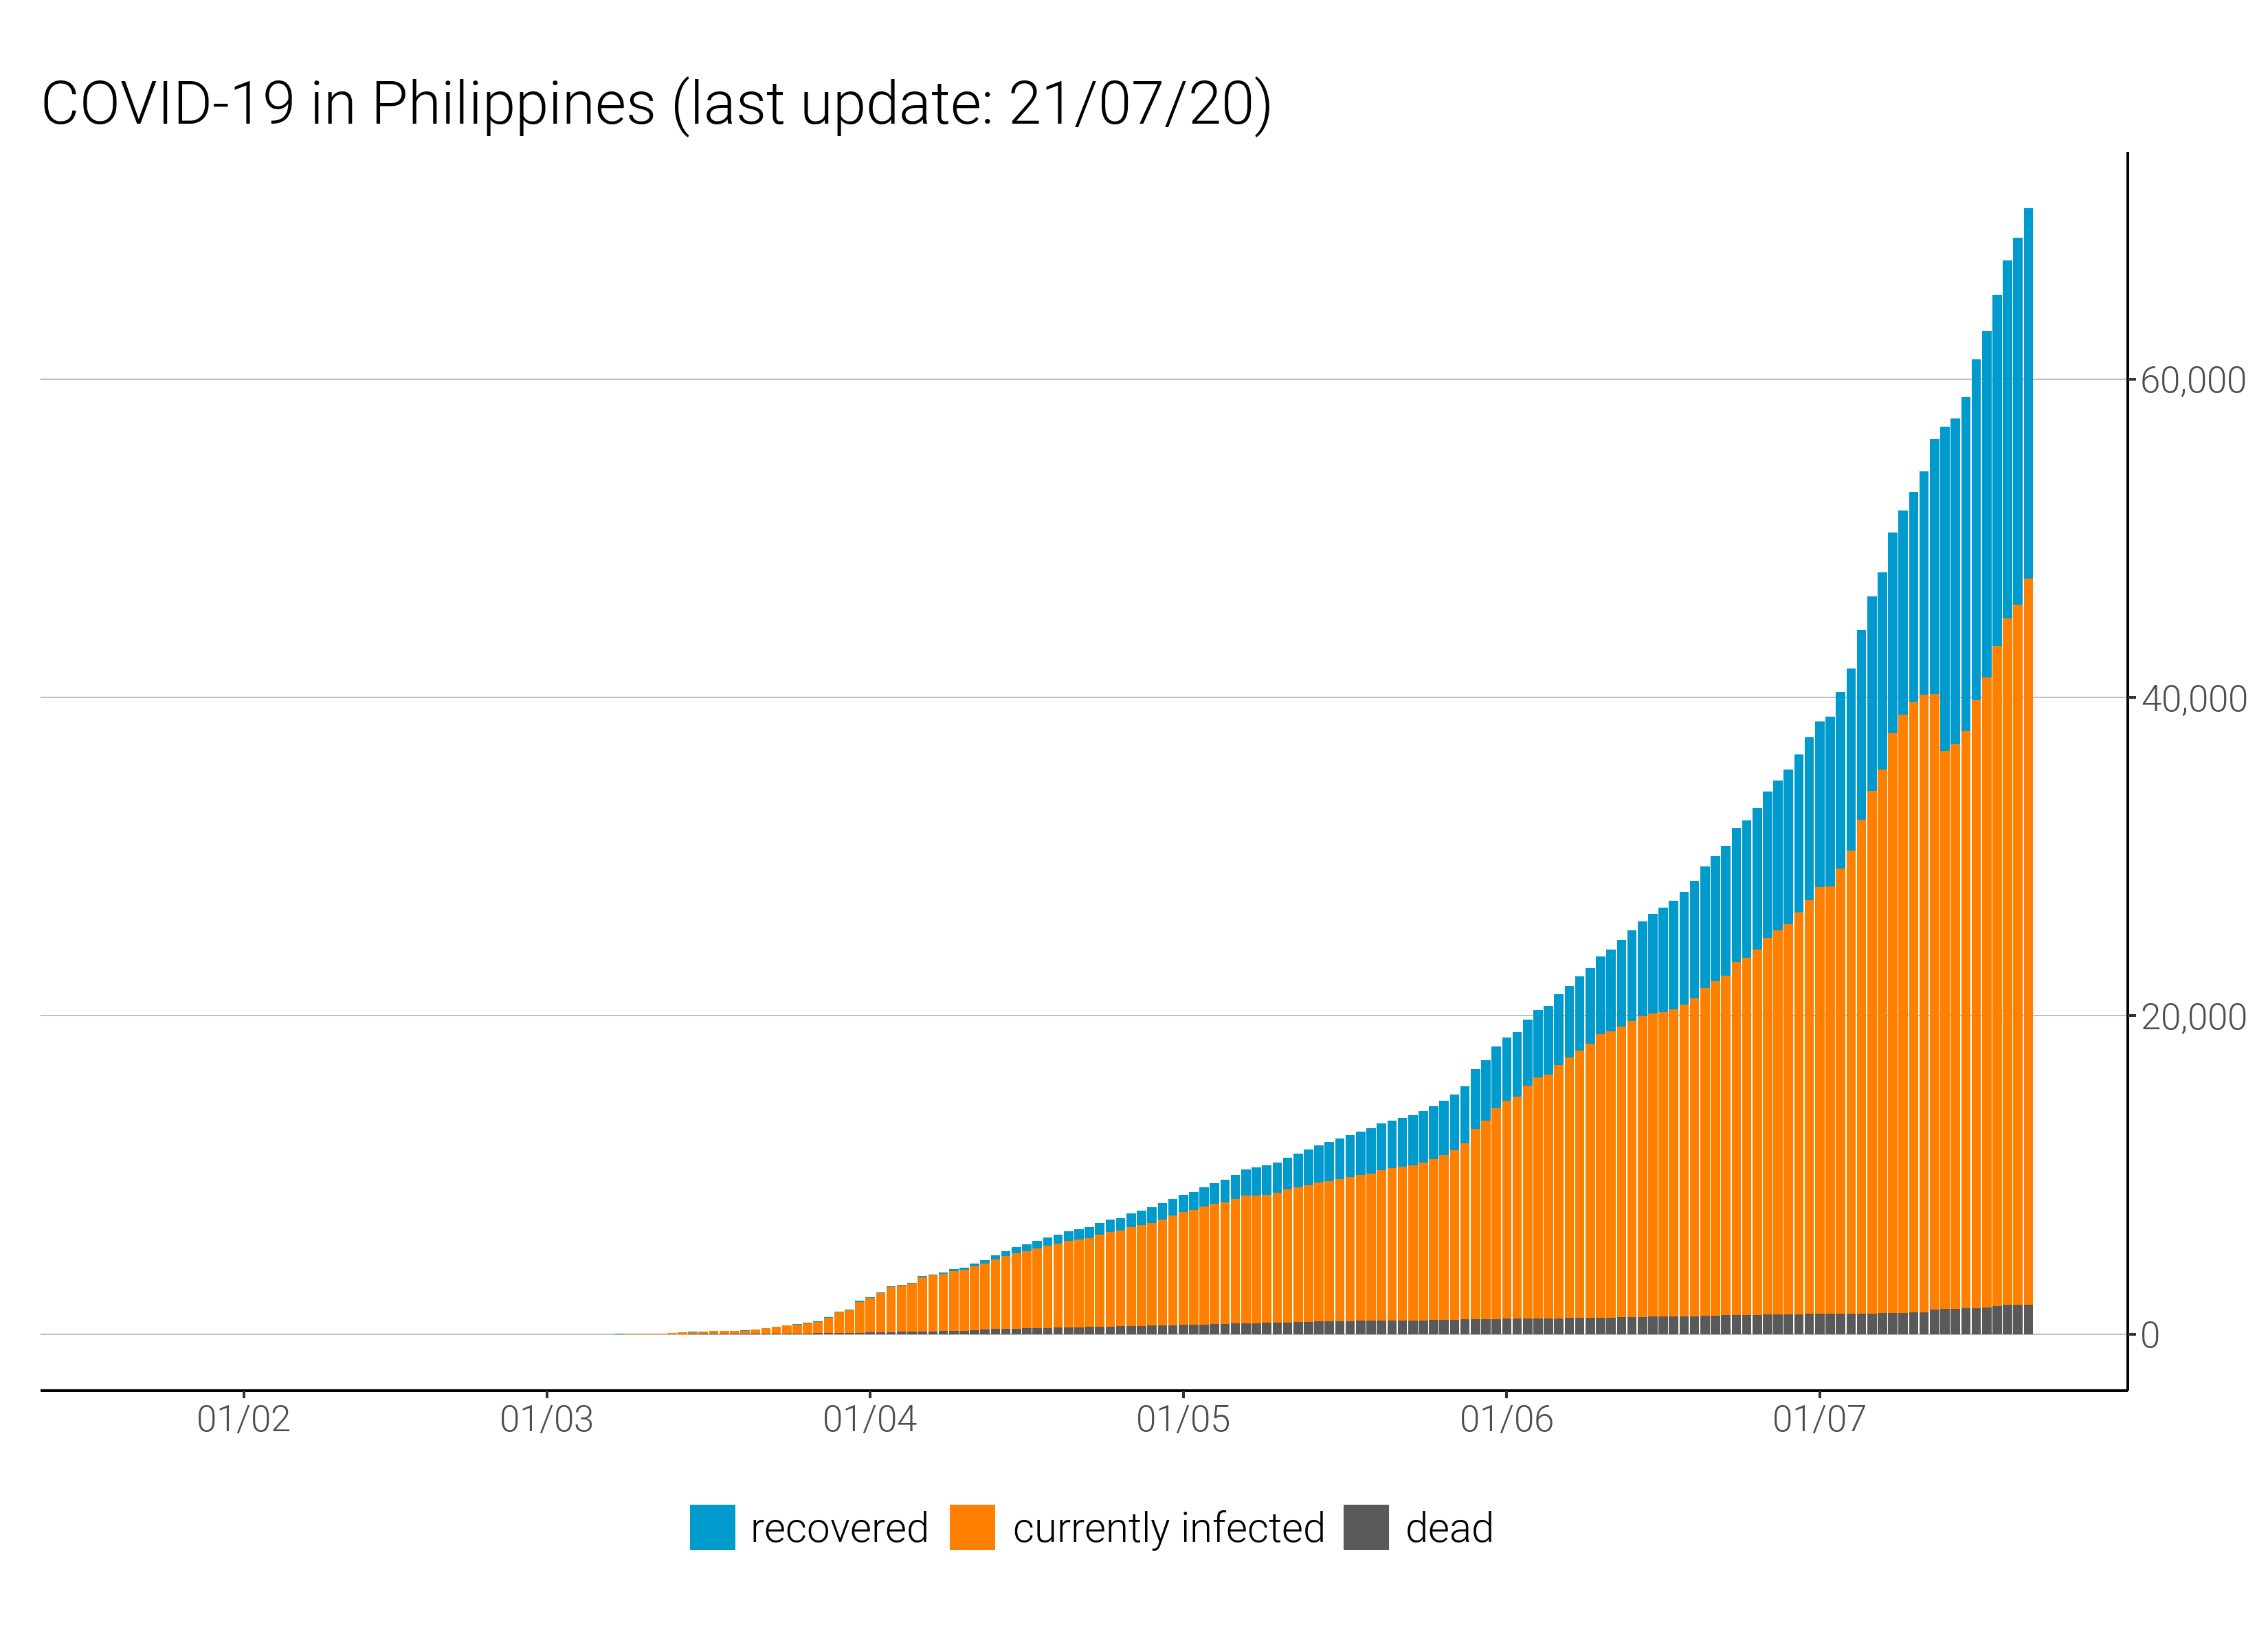 COVID-19 in Philippines (last update: 21/07/20)
60,000
40,000
20,000
0
01/02 01/03 01/04 01/05 01/06 01/07
recovered currently infected dead